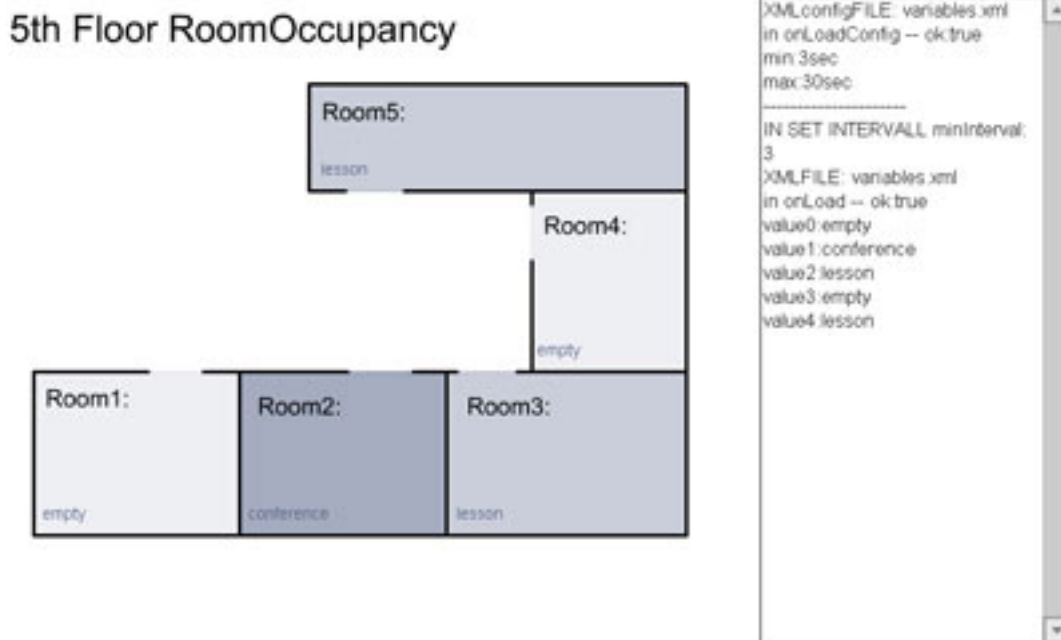 5th Floor RoomOccupancy
Room5:
lesson
Room4:
empty
Room1:
empty
Room2:
conference
Room3:
lesson
XMLconfigFILE: variables.xml
in onLoadConfig -- ok:true
min:3sec
max:30sec
-----------------------
IN SET INTERVALL minInterval:
3
XMLFILE: variables.xml
in onLoad -- ok:true
value0:empty
value1:conference
value2:lesson
value3:empty
value4:lesson